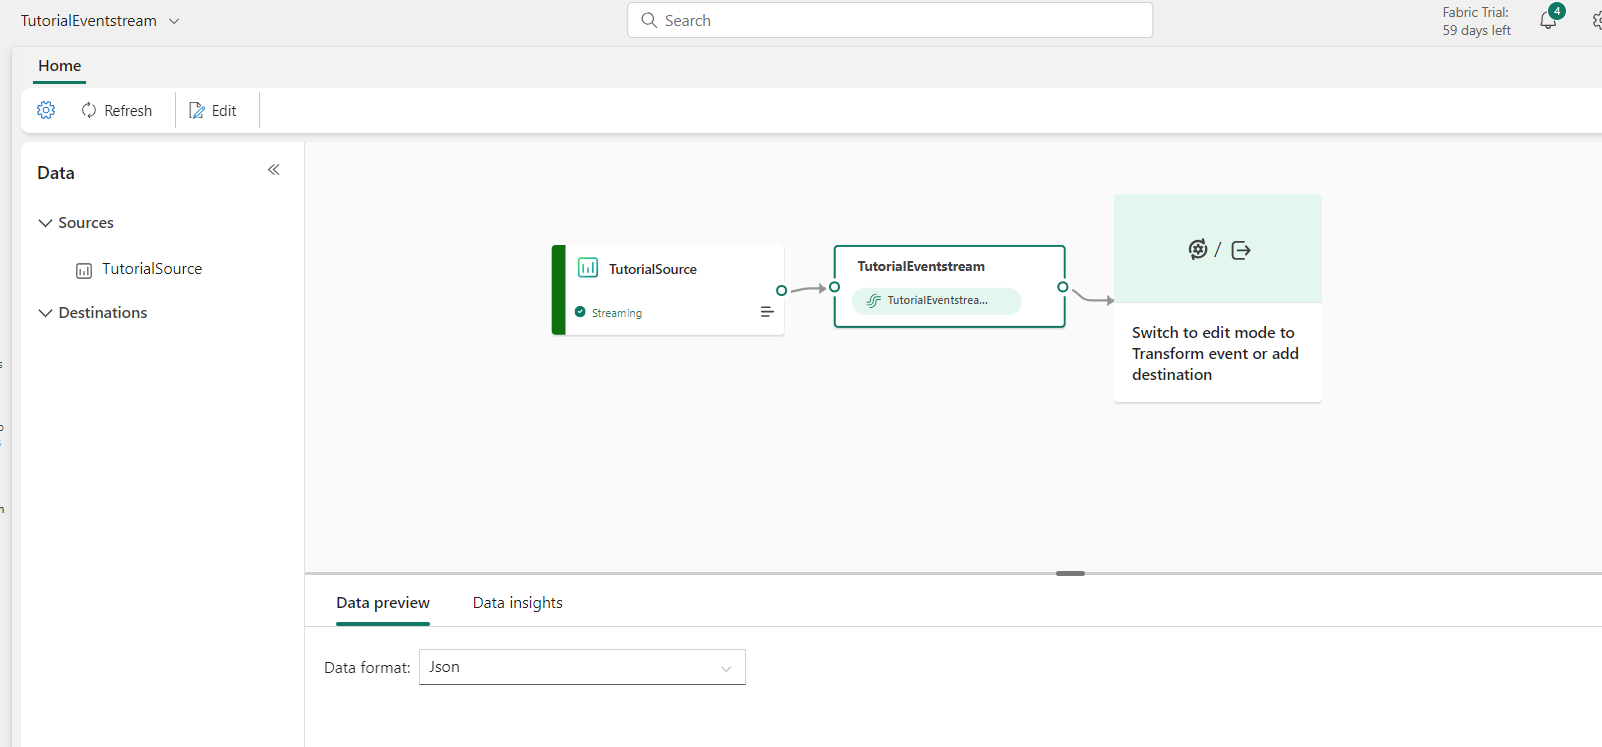 TutorialEventstream
Search
Fabric Trial:
59 days left
4
Home
Refresh
Edit
Data
Sources
TutorialSource
Destinations
TutorialSource
Streaming
TutorialEventstream
TutorialEventstrea...
/
Switch to edit mode to
Transform event or add
destination
Data preview
Data insights
Data format:
Json